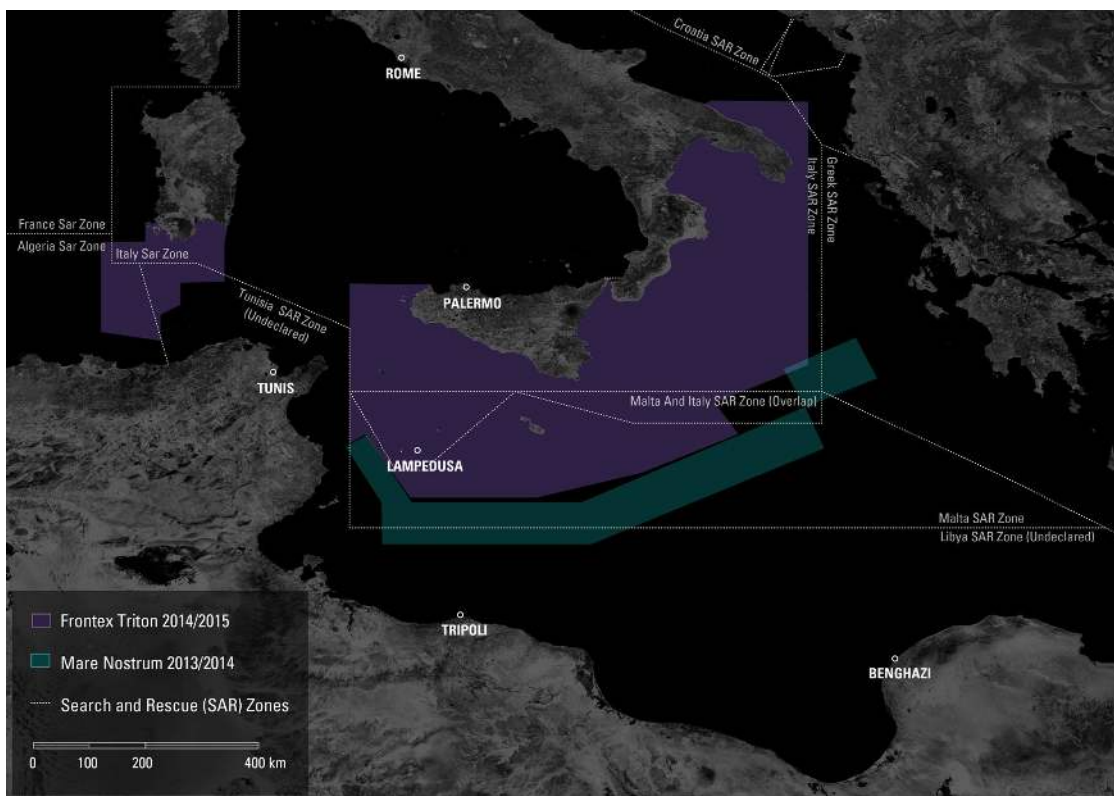 Croatia SAR Zone
ROME
Italy SAR Zone
Greek SAR Zone
France Sar Zone
Algeria Sar Zone
Italy Sar Zone
Tunisia SAR Zone
(Undeclared)
PALERMO
TUNIS
Malta And Italy SAR Zone (Overlap)
LAMPEDUSA
Malta SAR Zone
Libya SAR Zone (Undeclared)
TRIPOLI
BENGHAZI
Frontex Triton 2014/2015
Mare Nostrum 2013/2014
Search and Rescue (SAR) Zones
0 100 200 400 km